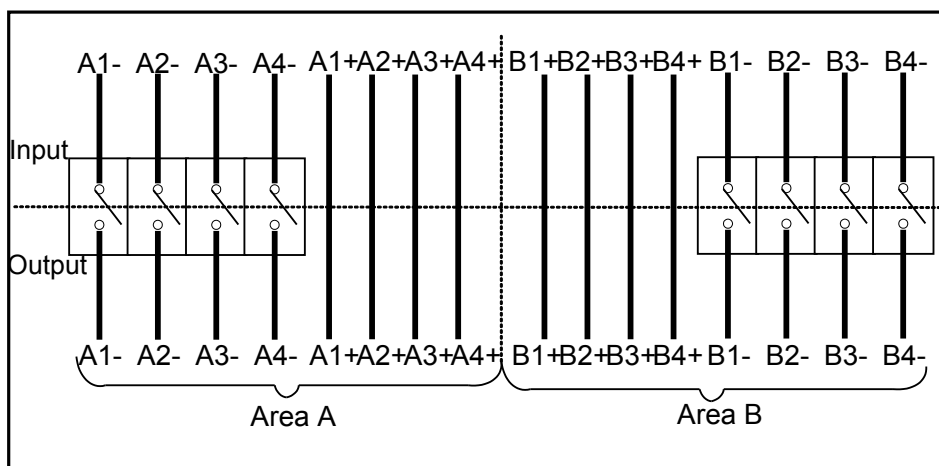 A1- A2- A3- A4- A1+ A2+ A3+ A4+ B1+ B2+ B3+ B4+ B1- B2- B3- B4-
Input
Output
A1- A2- A3- A4- A1+ A2+ A3+ A4+ B1+ B2+ B3+ B4+ B1- B2- B3- B4-
Area A Area B